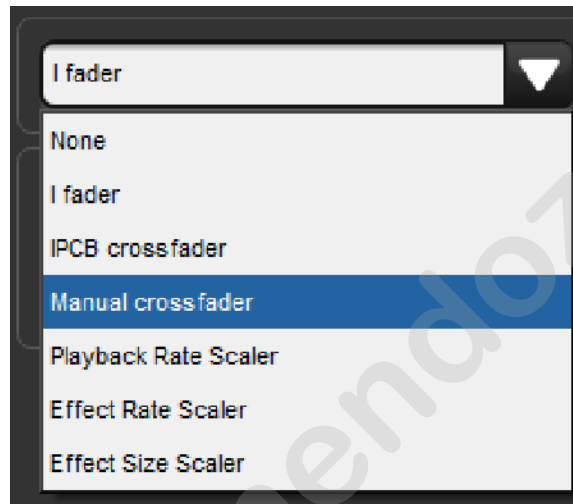 I fader
None
I fader
IPCB crossfader
Manual crossfader
Playback Rate Scaler
Effect Rate Scaler
Effect Size Scaler